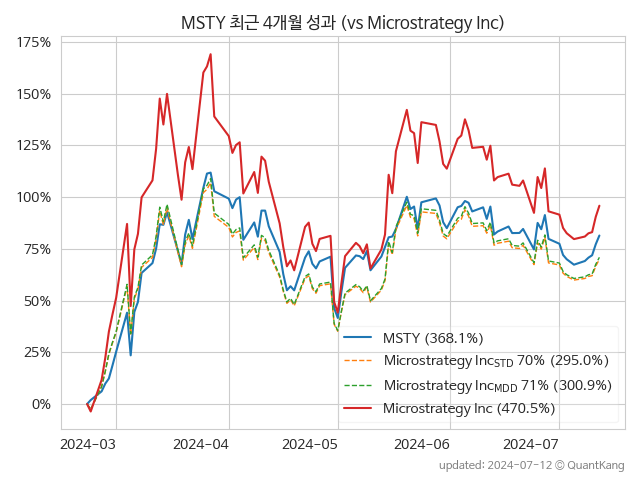 MSTY 최근 4개월 성과 (vs Microstrategy Inc)
175%
150%
125%
100%
75%
50%
25%
0%
MSTY (368.1%)
Microstrategy IncSTD 70% (295.0%)
Microstrategy IncMDD 71% (300.9%)
Microstrategy Inc (470.5%)
2024-03
2024-04
2024-05
2024-06
2024-07
updated: 2024-07-12 © QuantKang